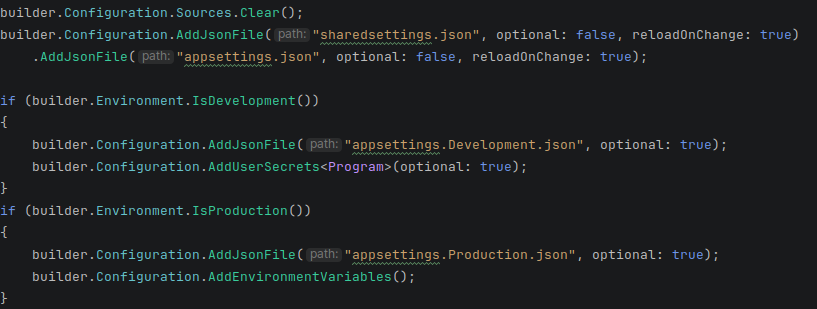 builder.Configuration.Sources.Clear();
builder.Configuration.AddJsonFile( path: "sharedsettings.json", optional: false, reloadOnChange: true)
    .AddJsonFile( path: "appsettings.json", optional: false, reloadOnChange: true);
if (builder.Environment.IsDevelopment())
{
    builder.Configuration.AddJsonFile( path: "appsettings.Development.json", optional: true);
    builder.Configuration.AddUserSecrets<Program>(optional: true);
}
if (builder.Environment.IsProduction())
{
    builder.Configuration.AddJsonFile( path: "appsettings.Production.json", optional: true);
    builder.Configuration.AddEnvironmentVariables();
}